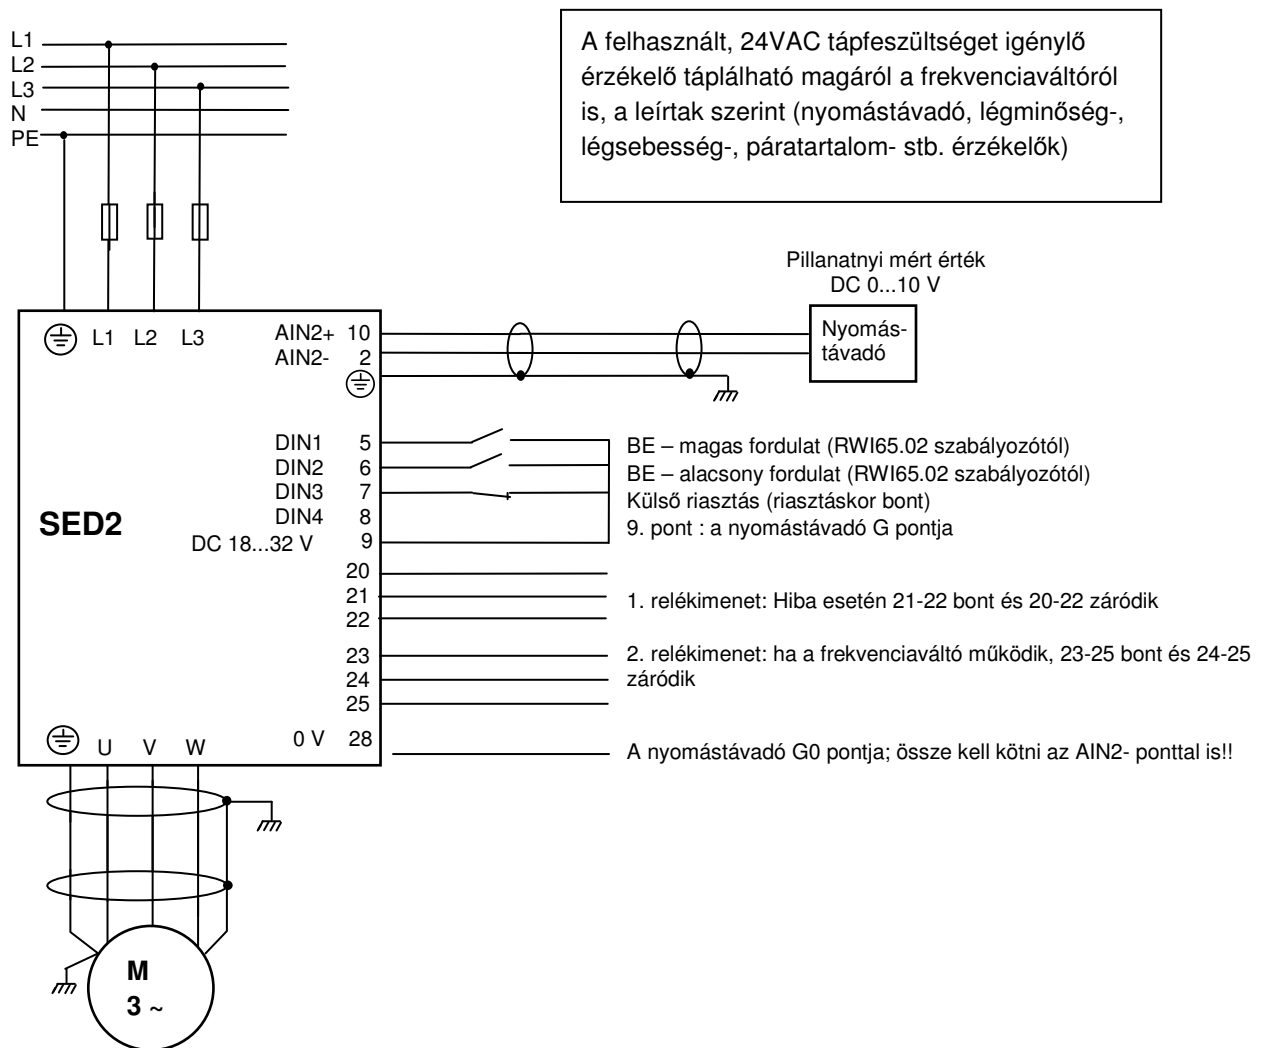 A felhasznált, 24VAC tápfeszültséget igénylő
érzékelő táplálható magáról a frekvenciaváltóról
is, a leírtak szerint (nyomástávadó, légminőség-,
légsebesség-, páratartalom- stb. érzékelők)
L1
L2
L3
N
PE
Pillanatnyi mért érték
DC 0...10 V
L1 L2 L3
AIN2+ 10
AIN2- 2
Nyomás-
távadó
DIN1 5
DIN2 6
DIN3 7
DIN4 8
DC 18...32 V 9
SED2
BE – magas fordulat (RWI65.02 szabályozótól)
BE – alacsony fordulat (RWI65.02 szabályozótól)
Külső riasztás (riasztáskor bont)
9. pont : a nyomástávadó G pontja
20
21
22
1. relékimenet: Hiba esetén 21-22 bont és 20-22 záródik
23
24
25
2. relékimenet: ha a frekvenciaváltó működik, 23-25 bont és 24-25
záródik
U V W
0 V 28
A nyomástávadó G0 pontja; össze kell kötni az AIN2- ponttal is!!
M
3 ~